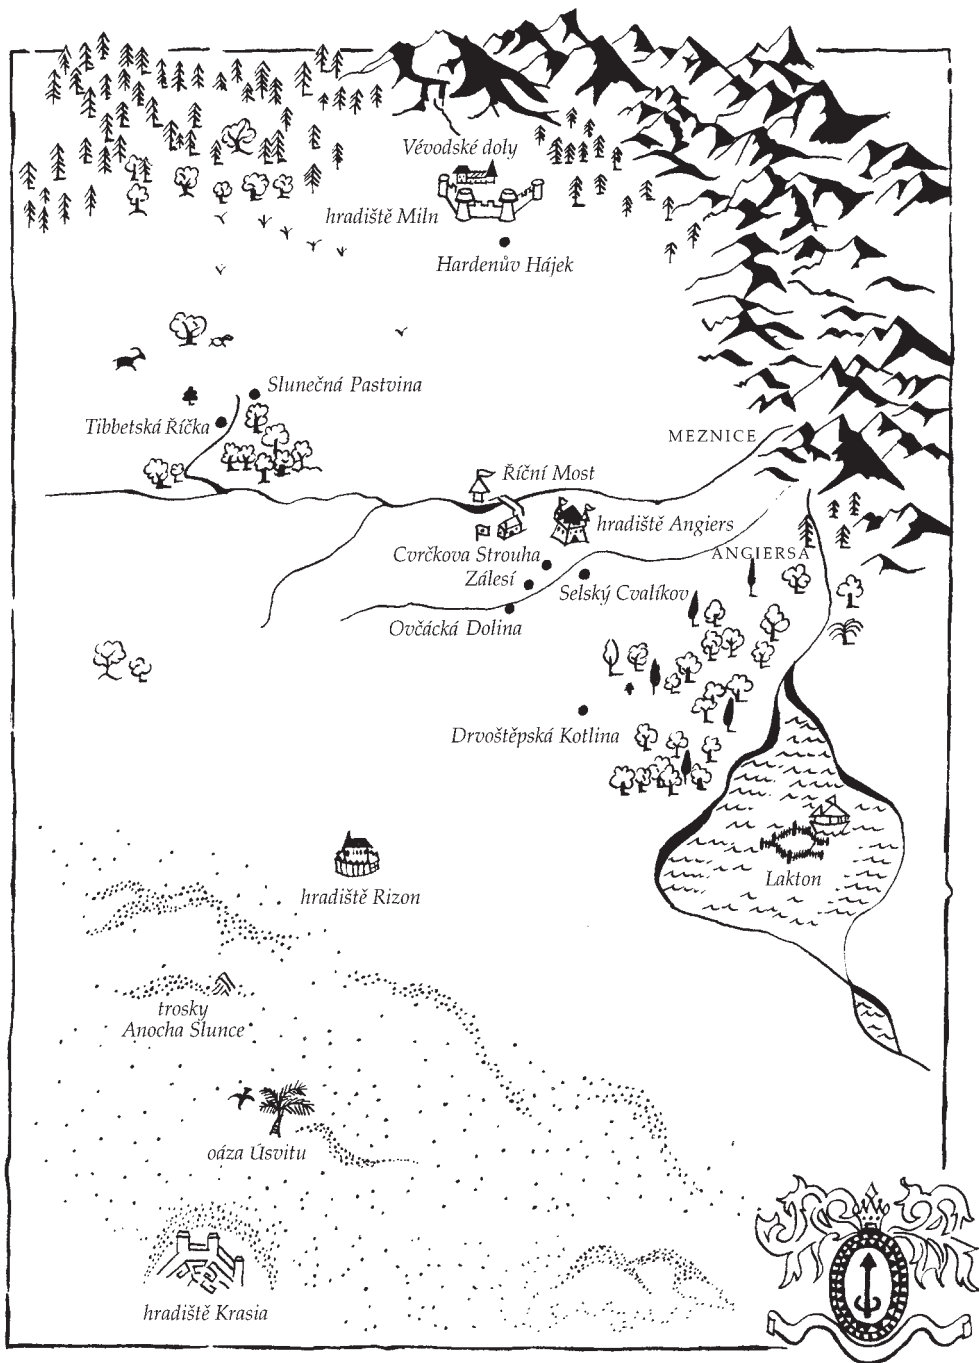 Vévodské doly
hradiště Miln
Hardenův Hájek
Slunečná Pastvina
Tibbetská Říčka
MEZNICE
Říční Most
hradiště Angiers
Cvrčkova Strouha
ANGIERSA
Zálesí
Selský Cvalíkov
Ovčácká Dolina
Drvoštěpská Kotlina
Lakton
hradiště Rizon
trosky
Anocha Slunce
oáza Úsvitu
hradiště Krasia